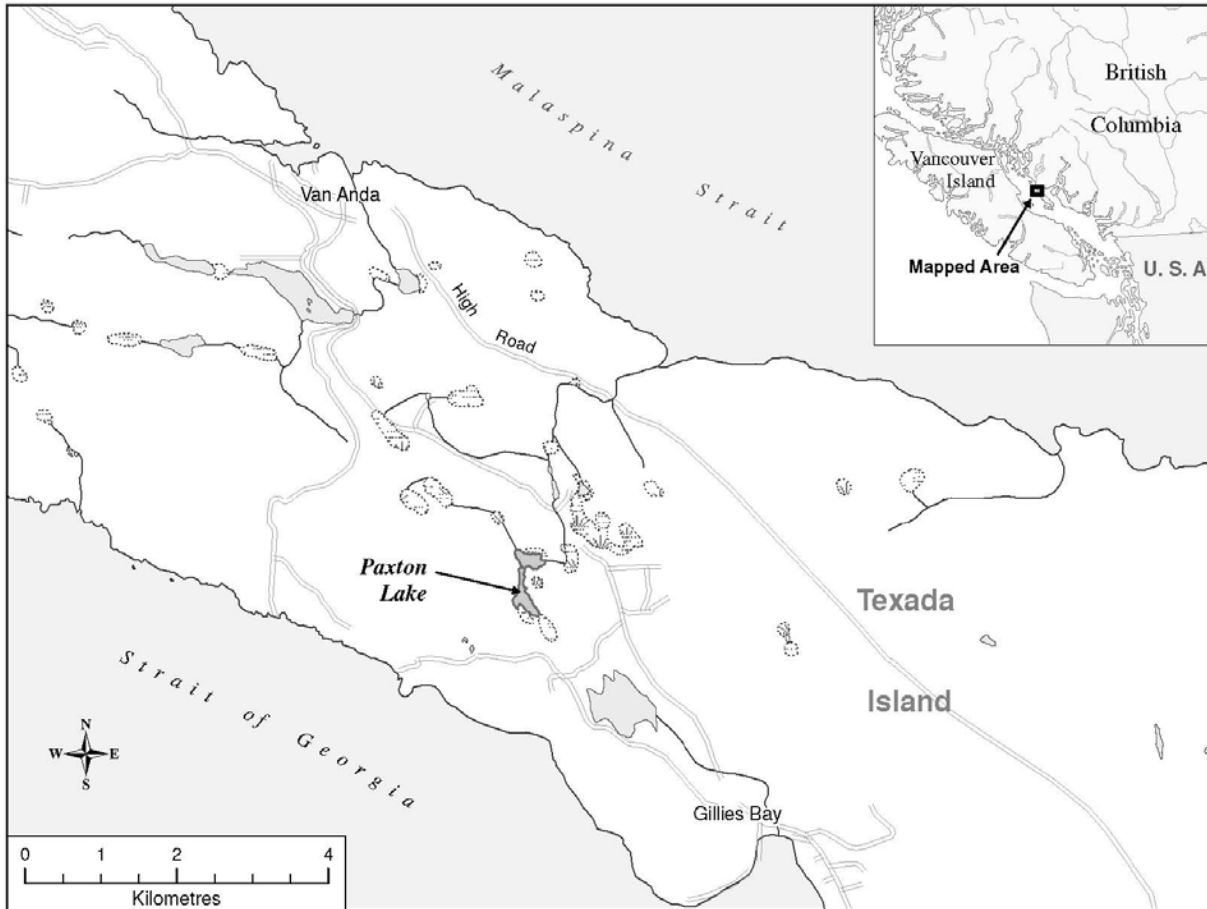 Malaspina
Strait
British
Columbia
Vancouver
Island
Mapped Area
U. S. A
Van Anda
High
Road
Paxton
Lake
Texada
Island
Strait of Georgia
N
W E
S
Gillies Bay
0 1 2 4
Kilometres